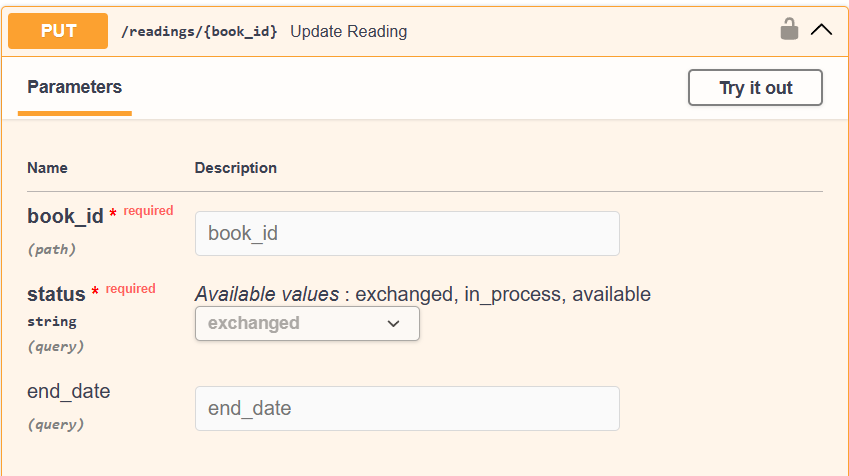 PUT /readings/{book_id} Update Reading
Parameters
Try it out
Name Description
book_id * required
(path)
book_id
status * required
string
(query)
Available values : exchanged, in_process, available
exchanged
end_date
(query)
end_date